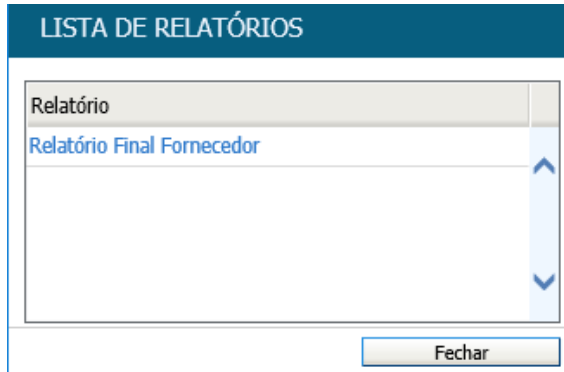 LISTA DE RELATÓRIOS
Relatório
Relatório Final Fornecedor
Fechar